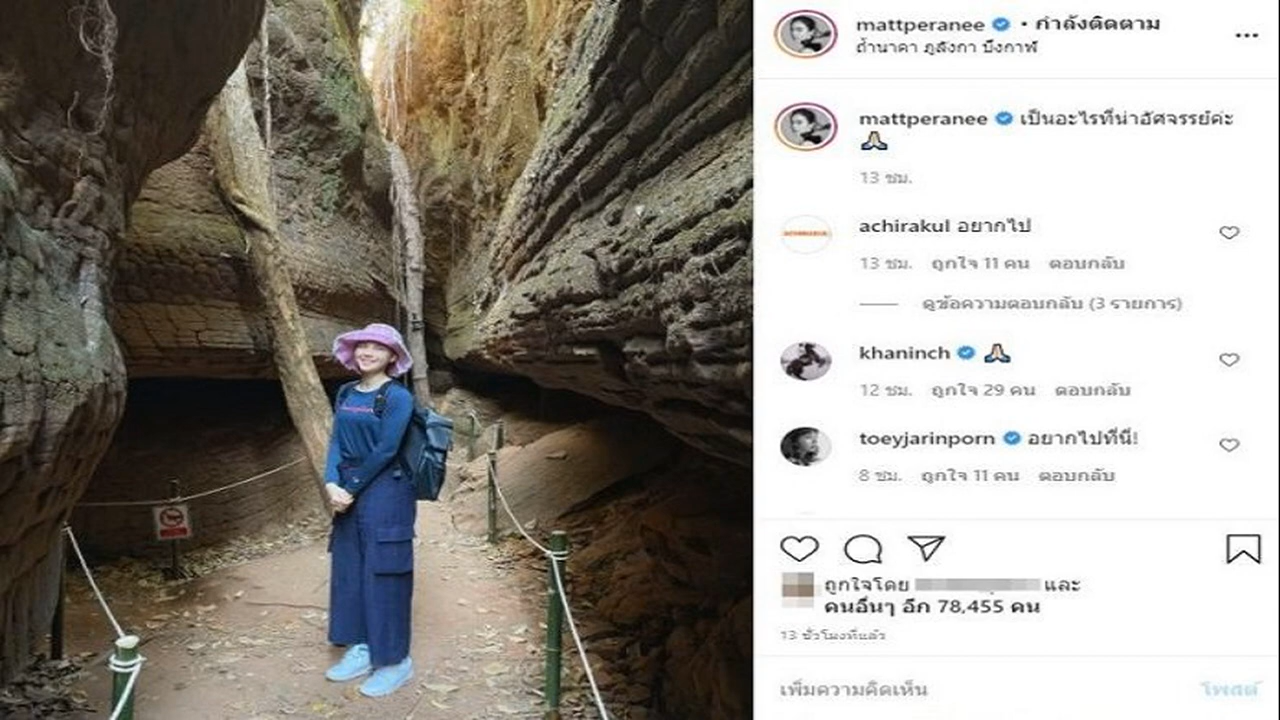 mattperanee • กำลังติดตาม
ถ้ำนาคา ภูลังกา บึงกาฬ
mattperanee เป็นอะไรที่น่าอัศจรรย์ค่ะ
🙏🏻
13 ชม.
achirakul อยากไป
13 ชม. ถูกใจ 11 คน ตอบกลับ
ดูข้อความตอบกลับ (3 รายการ)
khaninch 🙏🏻
12 ชม. ถูกใจ 29 คน ตอบกลับ
toeyjarinporn อยากไปที่นี่!
8 ชม. ถูกใจ 11 คน ตอบกลับ
ถูกใจโดย และ
คนอื่นๆ อีก 78,455 คน
13 ชั่วโมงที่แล้ว
เพิ่มความคิดเห็น
โพสต์